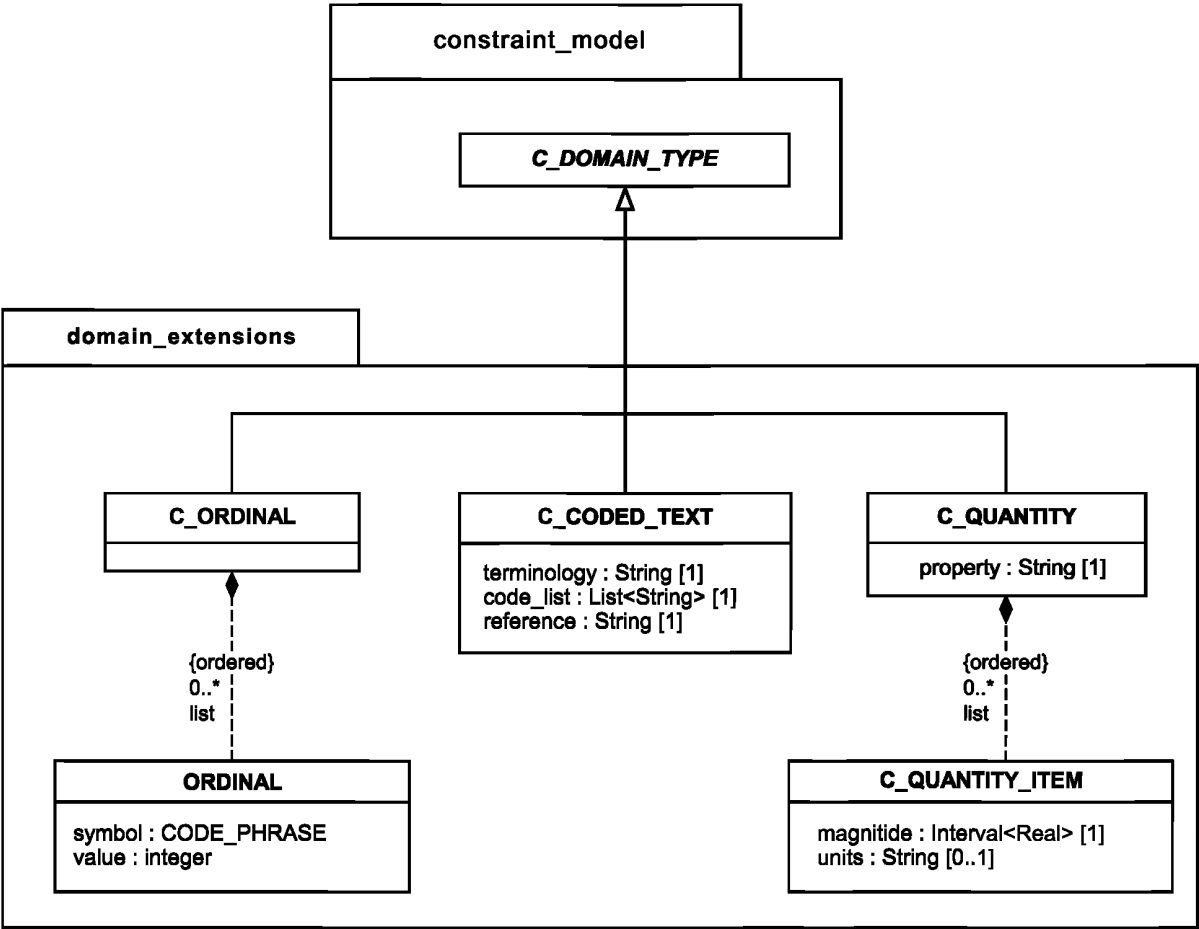 constraint_model
C_DOMAIN_TYPE
domain_extensions
C_ORDINAL
C_CODED_TEXT
terminology : String [1]
code_list : List<String> [1]
reference : String [1]
C_QUANTITY
property : String [1]
{ordered}
0..*
list
{ordered}
0..*
list
ORDINAL
symbol : CODE_PHRASE
value : integer
C_QUANTITY_ITEM
magnitide : Interval<Real> [1]
units : String [0..1]